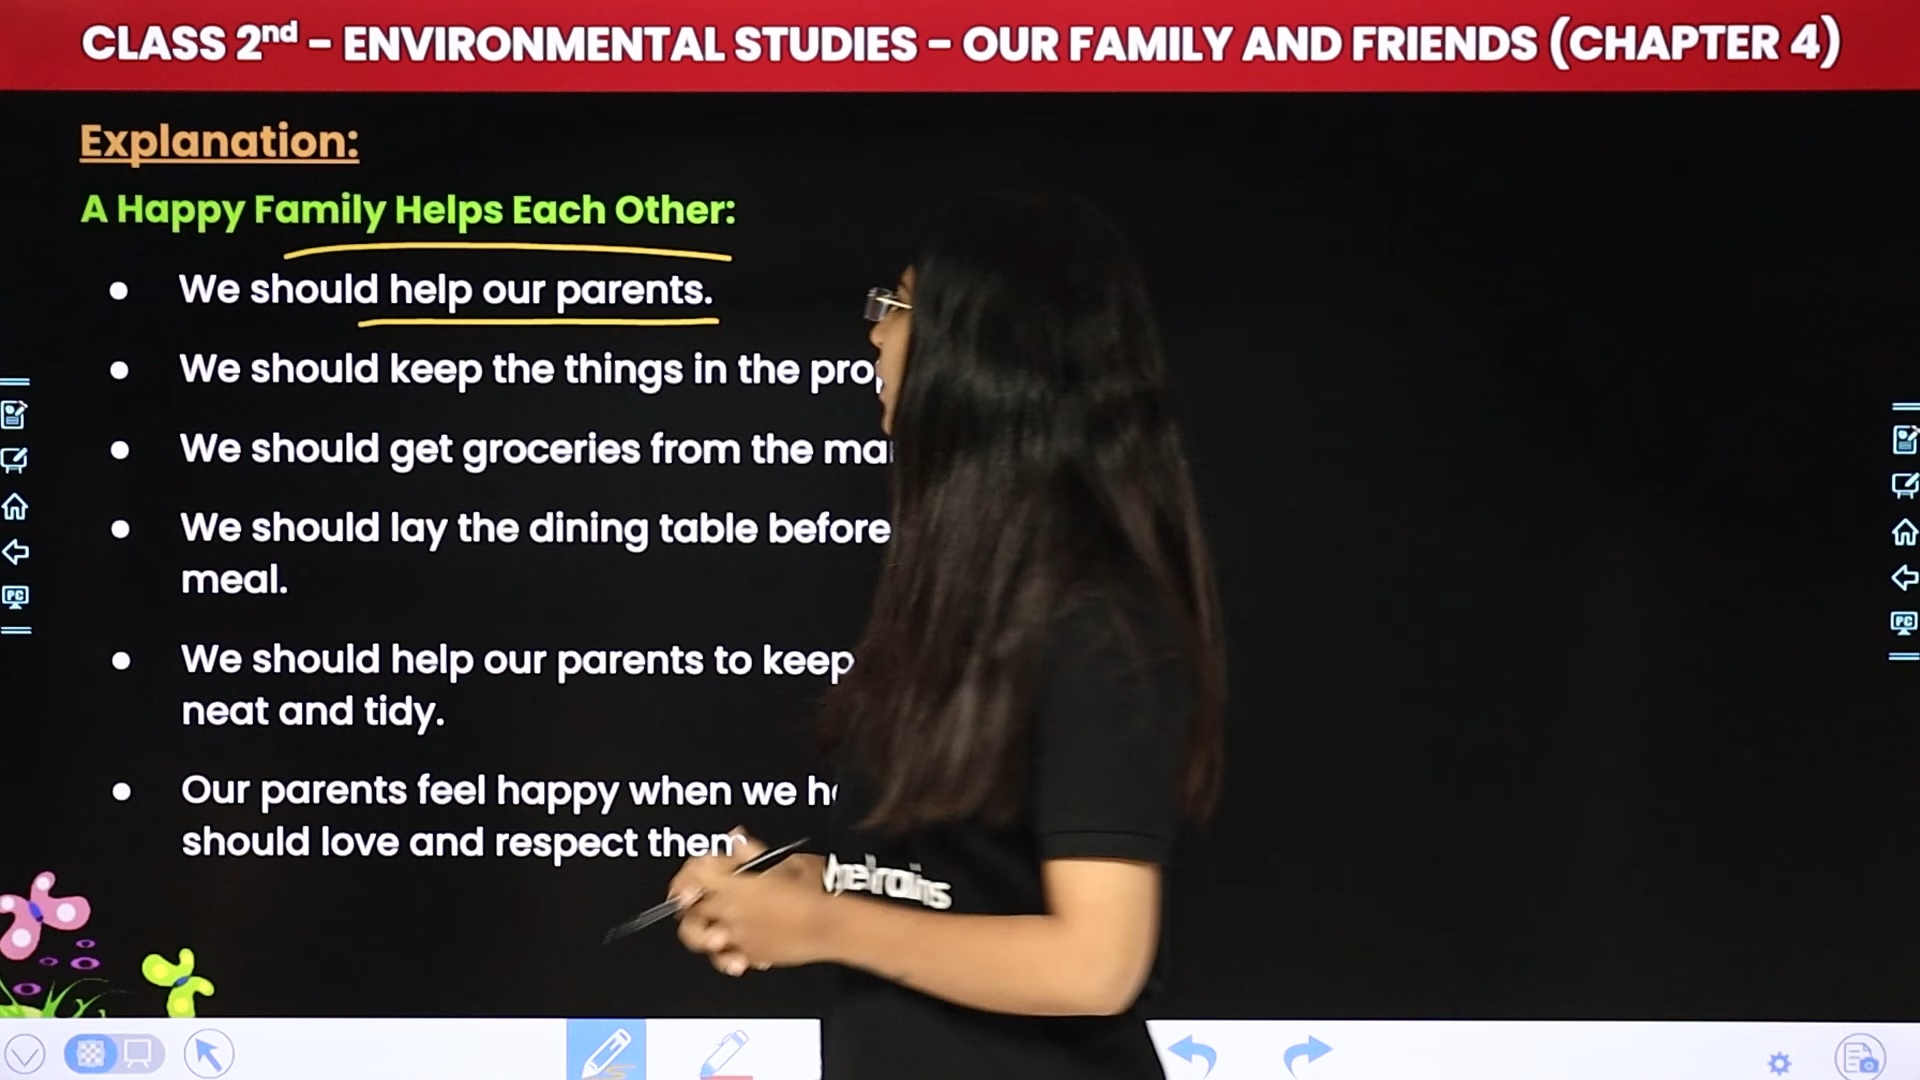 CLASS 2nd – ENVIRONMENTAL STUDIES – OUR FAMILY AND FRIENDS (CHAPTER 4)
Explanation:
A Happy Family Helps Each Other:
● We should help our parents.
● We should keep the things in the
● We should get groceries from the
● We should lay the dining table before
meal.
● We should help our parents to keep
neat and tidy.
● Our parents feel happy when we
should love and respect them
PC
PC